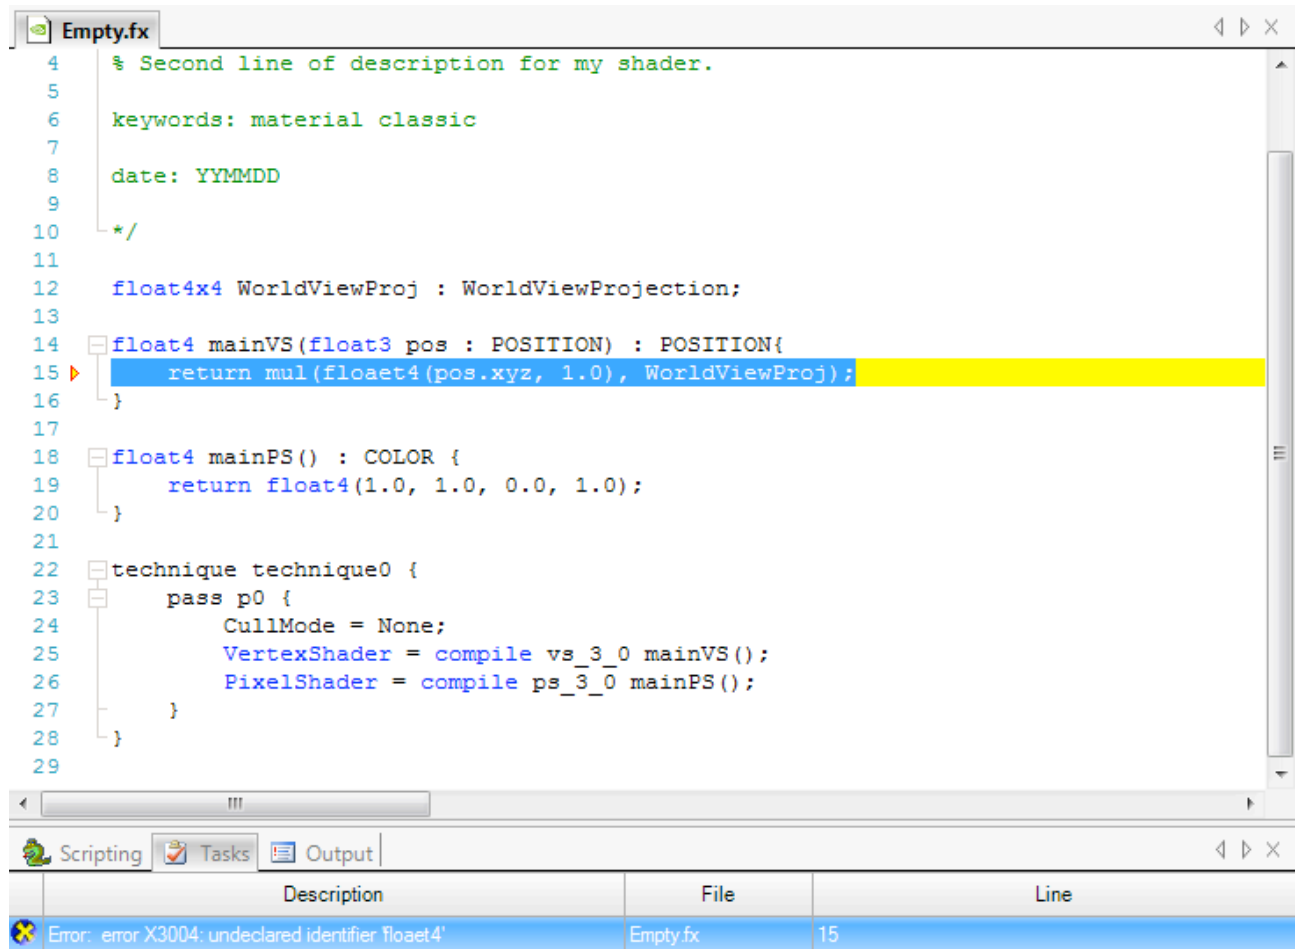 Empty.fx
4 % Second line of description for my shader.
5
6 keywords: material classic
7
8 date: YYMMDD
9
10 */
11
12 float4x4 WorldViewProj : WorldViewProjection;
13
14 float4 mainVS(float3 pos : POSITION) : POSITION{
15 return mul(floaet4(pos.xyz, 1.0), WorldViewProj);
16 }
17
18 float4 mainPS() : COLOR {
19 return float4(1.0, 1.0, 0.0, 1.0);
20 }
21
22 technique technique0 {
23 pass p0 {
24 CullMode = None;
25 VertexShader = compile vs_3_0 mainVS();
26 PixelShader = compile ps_3_0 mainPS();
27 }
28 }
29
Scripting Tasks Output
Description File Line
Error: error X3004: undeclared identifier 'floaet4' Empty.fx 15